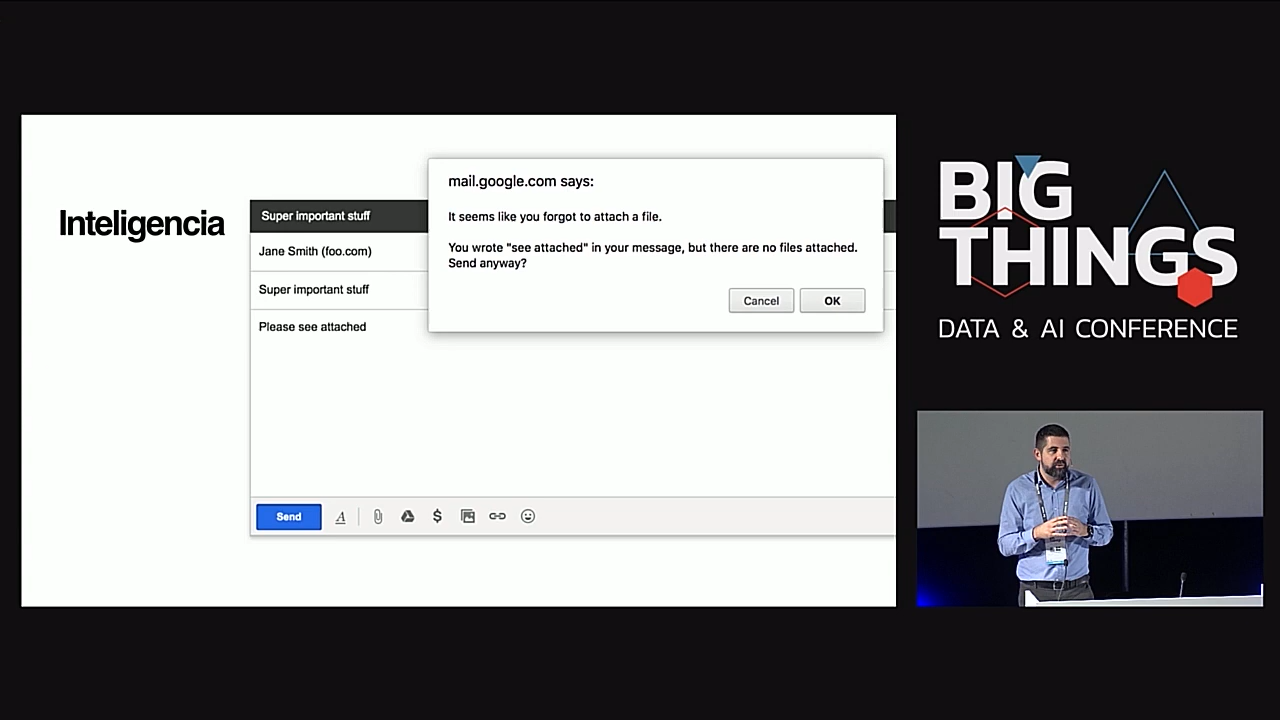 Inteligencia
Super important stuff
Jane Smith (foo.com)
Super important stuff
Please see attached
mail.google.com says:
It seems like you forgot to attach a file.
You wrote "see attached" in your message, but there are no files attached.
Send anyway?
Cancel OK
Send A $
BIG
THINGS
DATA & AI CONFERENCE